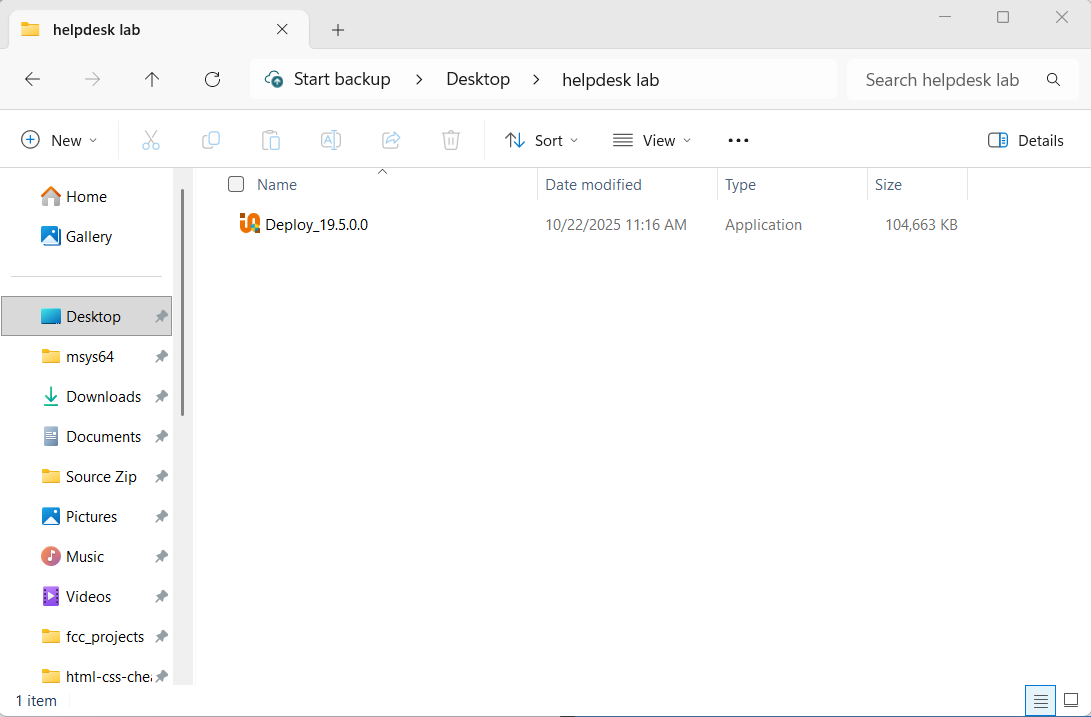 helpdesk lab
Start backup > Desktop > helpdesk lab
Search helpdesk lab
New
Sort
View
Details
Home
Gallery
Desktop
msys64
Downloads
Documents
Source Zip
Pictures
Music
Videos
fcc_projects
html-css-che
Name Date modified Type Size
Deploy_19.5.0.0 10/22/2025 11:16 AM Application 104,663 KB
1 item